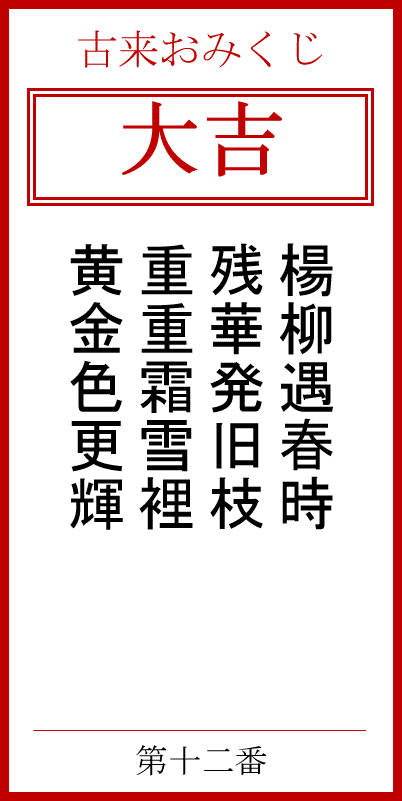 古来おみくじ
大吉
楊柳遇春時
残華発旧枝
重重霜雪裡
黄金色更輝
第十二番